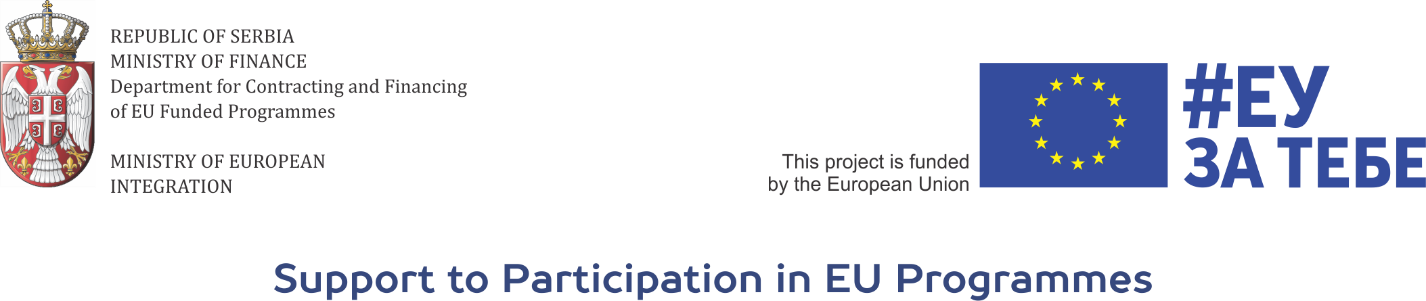 REPUBLIC OF SERBIA
MINISTRY OF FINANCE
Department for Contracting and Financing
of EU Funded Programmes
MINISTRY OF EUROPEAN
INTEGRATION
This project is funded
by the European Union
#ЕУ
ЗА ТЕБЕ
Support to Participation in EU Programmes